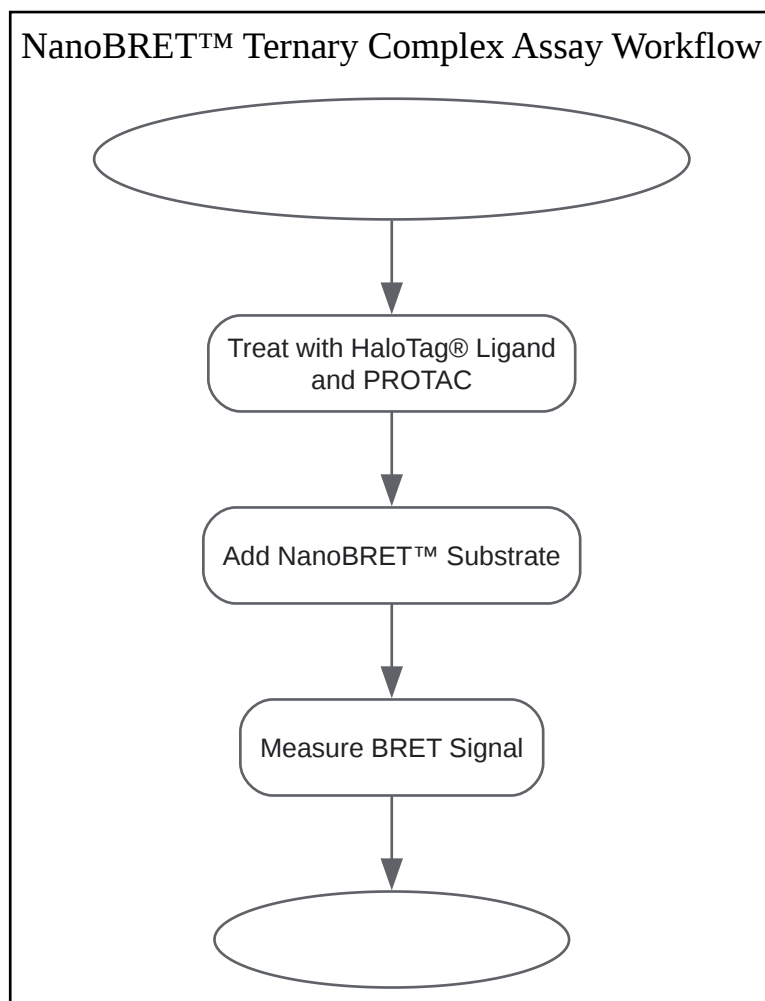 NanoBRET™ Ternary Complex Assay Workflow
Treat with HaloTag® Ligand
and PROTAC
Add NanoBRET™ Substrate
Measure BRET Signal